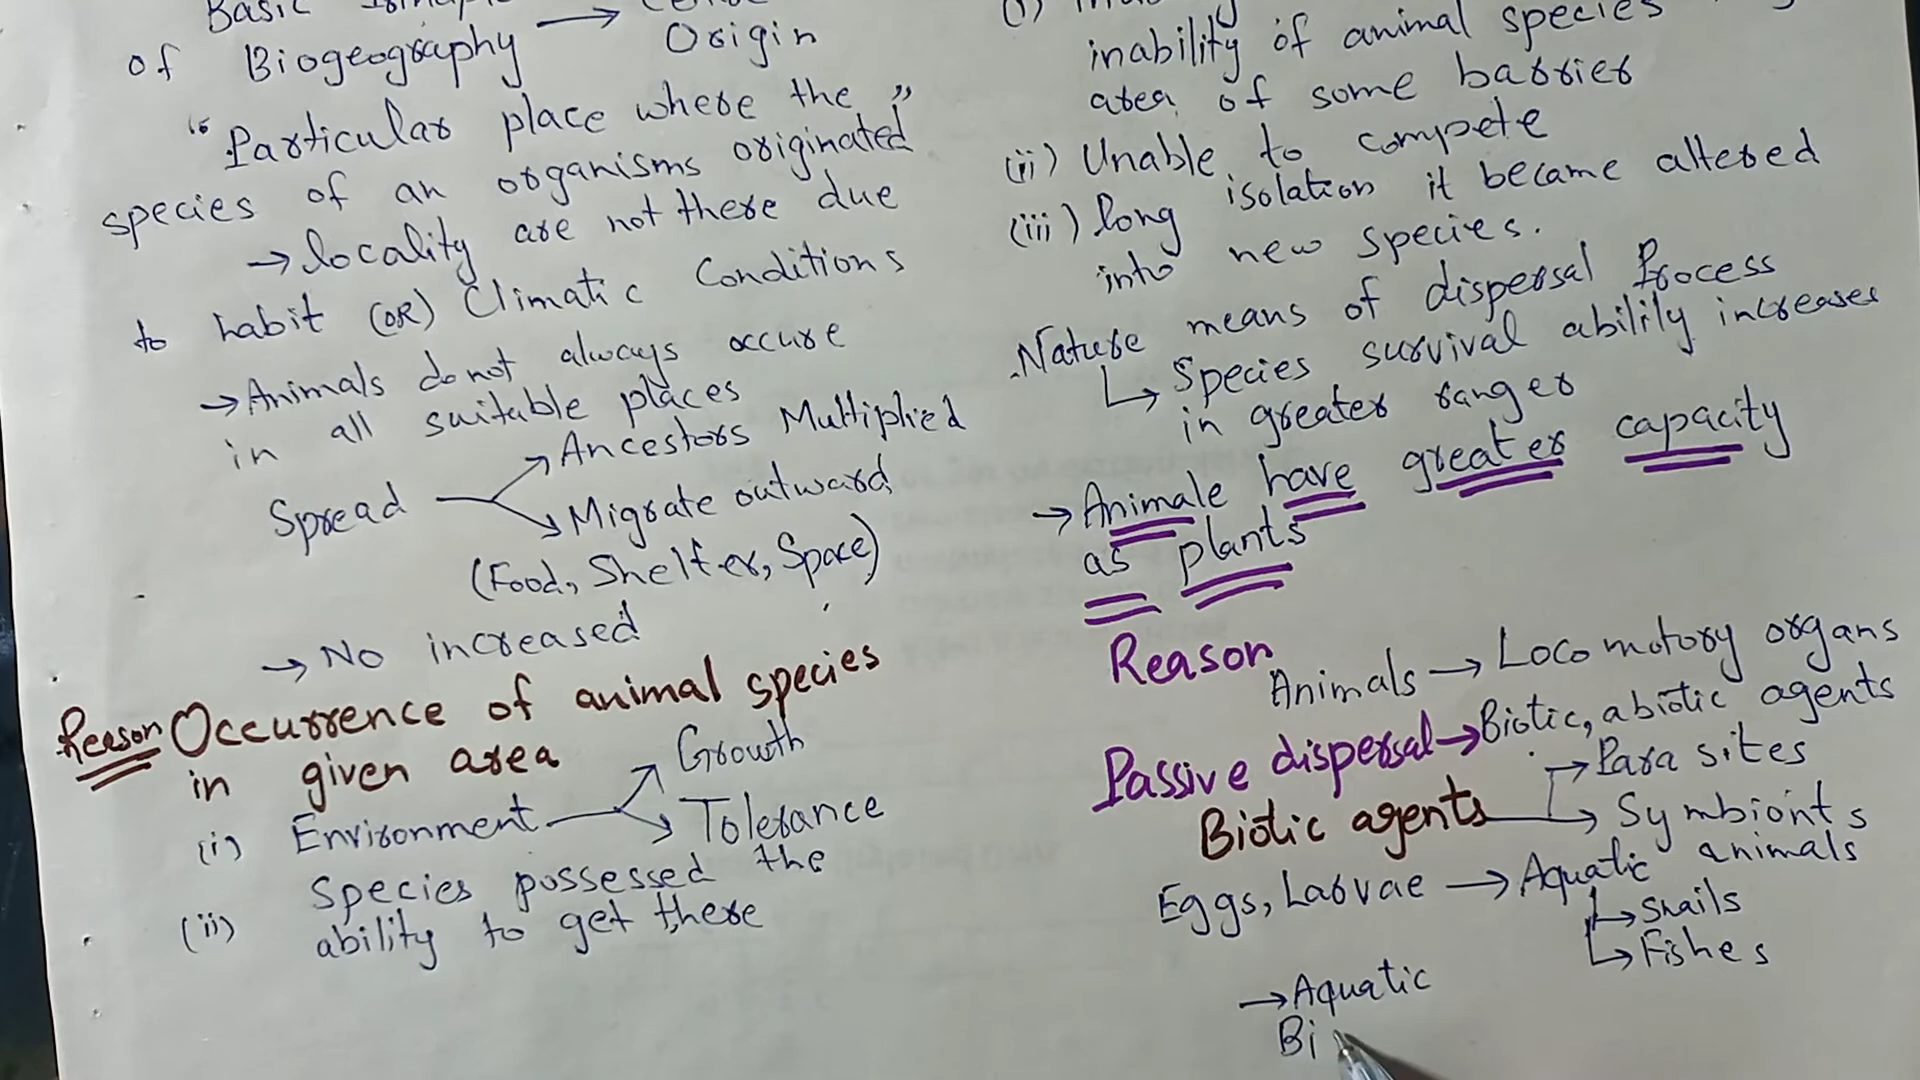 Basic
of Biogeography → Origin
"Particular place where the"
species of an organisms originated
→ locality are not there due
to habit (OR) Climatic Conditions
→ Animals do not always occure
in all suitable places
Spread → Ancestors Multiplied
→ Migrate outward
(Food, Shelter, Space)
→ No increased
Reason Occurrence of animal species
in given area
(i) Environment → Growth
→ Tolerance
(ii) Species possessed the
ability to get there
(i)
inability of animal species
area of some barrier
(ii) Unable to compete
(iii) long isolation it became altered
into new species.
Nature means of dispersal Process
↳ Species survival ability increases
in greater ranger
→ Animale have greater capacity
as plants
Reason
Animals → Locomotory organs
Passive dispersal → Biotic, abiotic agents
Biotic agents → Parasites
→ Symbionts
Eggs, Larvae → Aquatic animals
↳ Snails
↳ Fishes
→ Aquatic
Bi